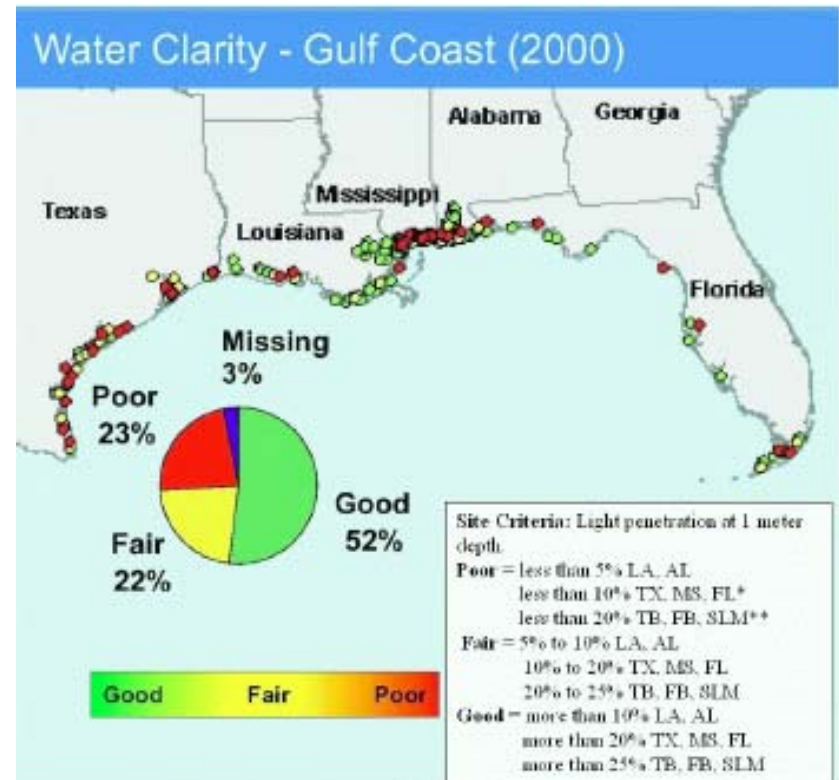 Water Clarity - Gulf Coast (2000)
Alabama
Georgia
Mississippi
Texas
Louisiana
Florida
Missing
3%
Poor
23%
Good
52%
Fair
22%
Good Fair Poor
Site Criteria: Light penetration at 1 meter
depth
Poor = less than 5% LA, AL
less than 10% TX, MS, FL*
less than 20% TB, FB, SLM**
Fair = 5% to 10% LA, AL
10% to 20% TX, MS, FL
20% to 25% TB, FB, SLM
Good = more than 10% LA, AL
more than 20% TX, MS, FL
more than 25% TB, FB, SLM